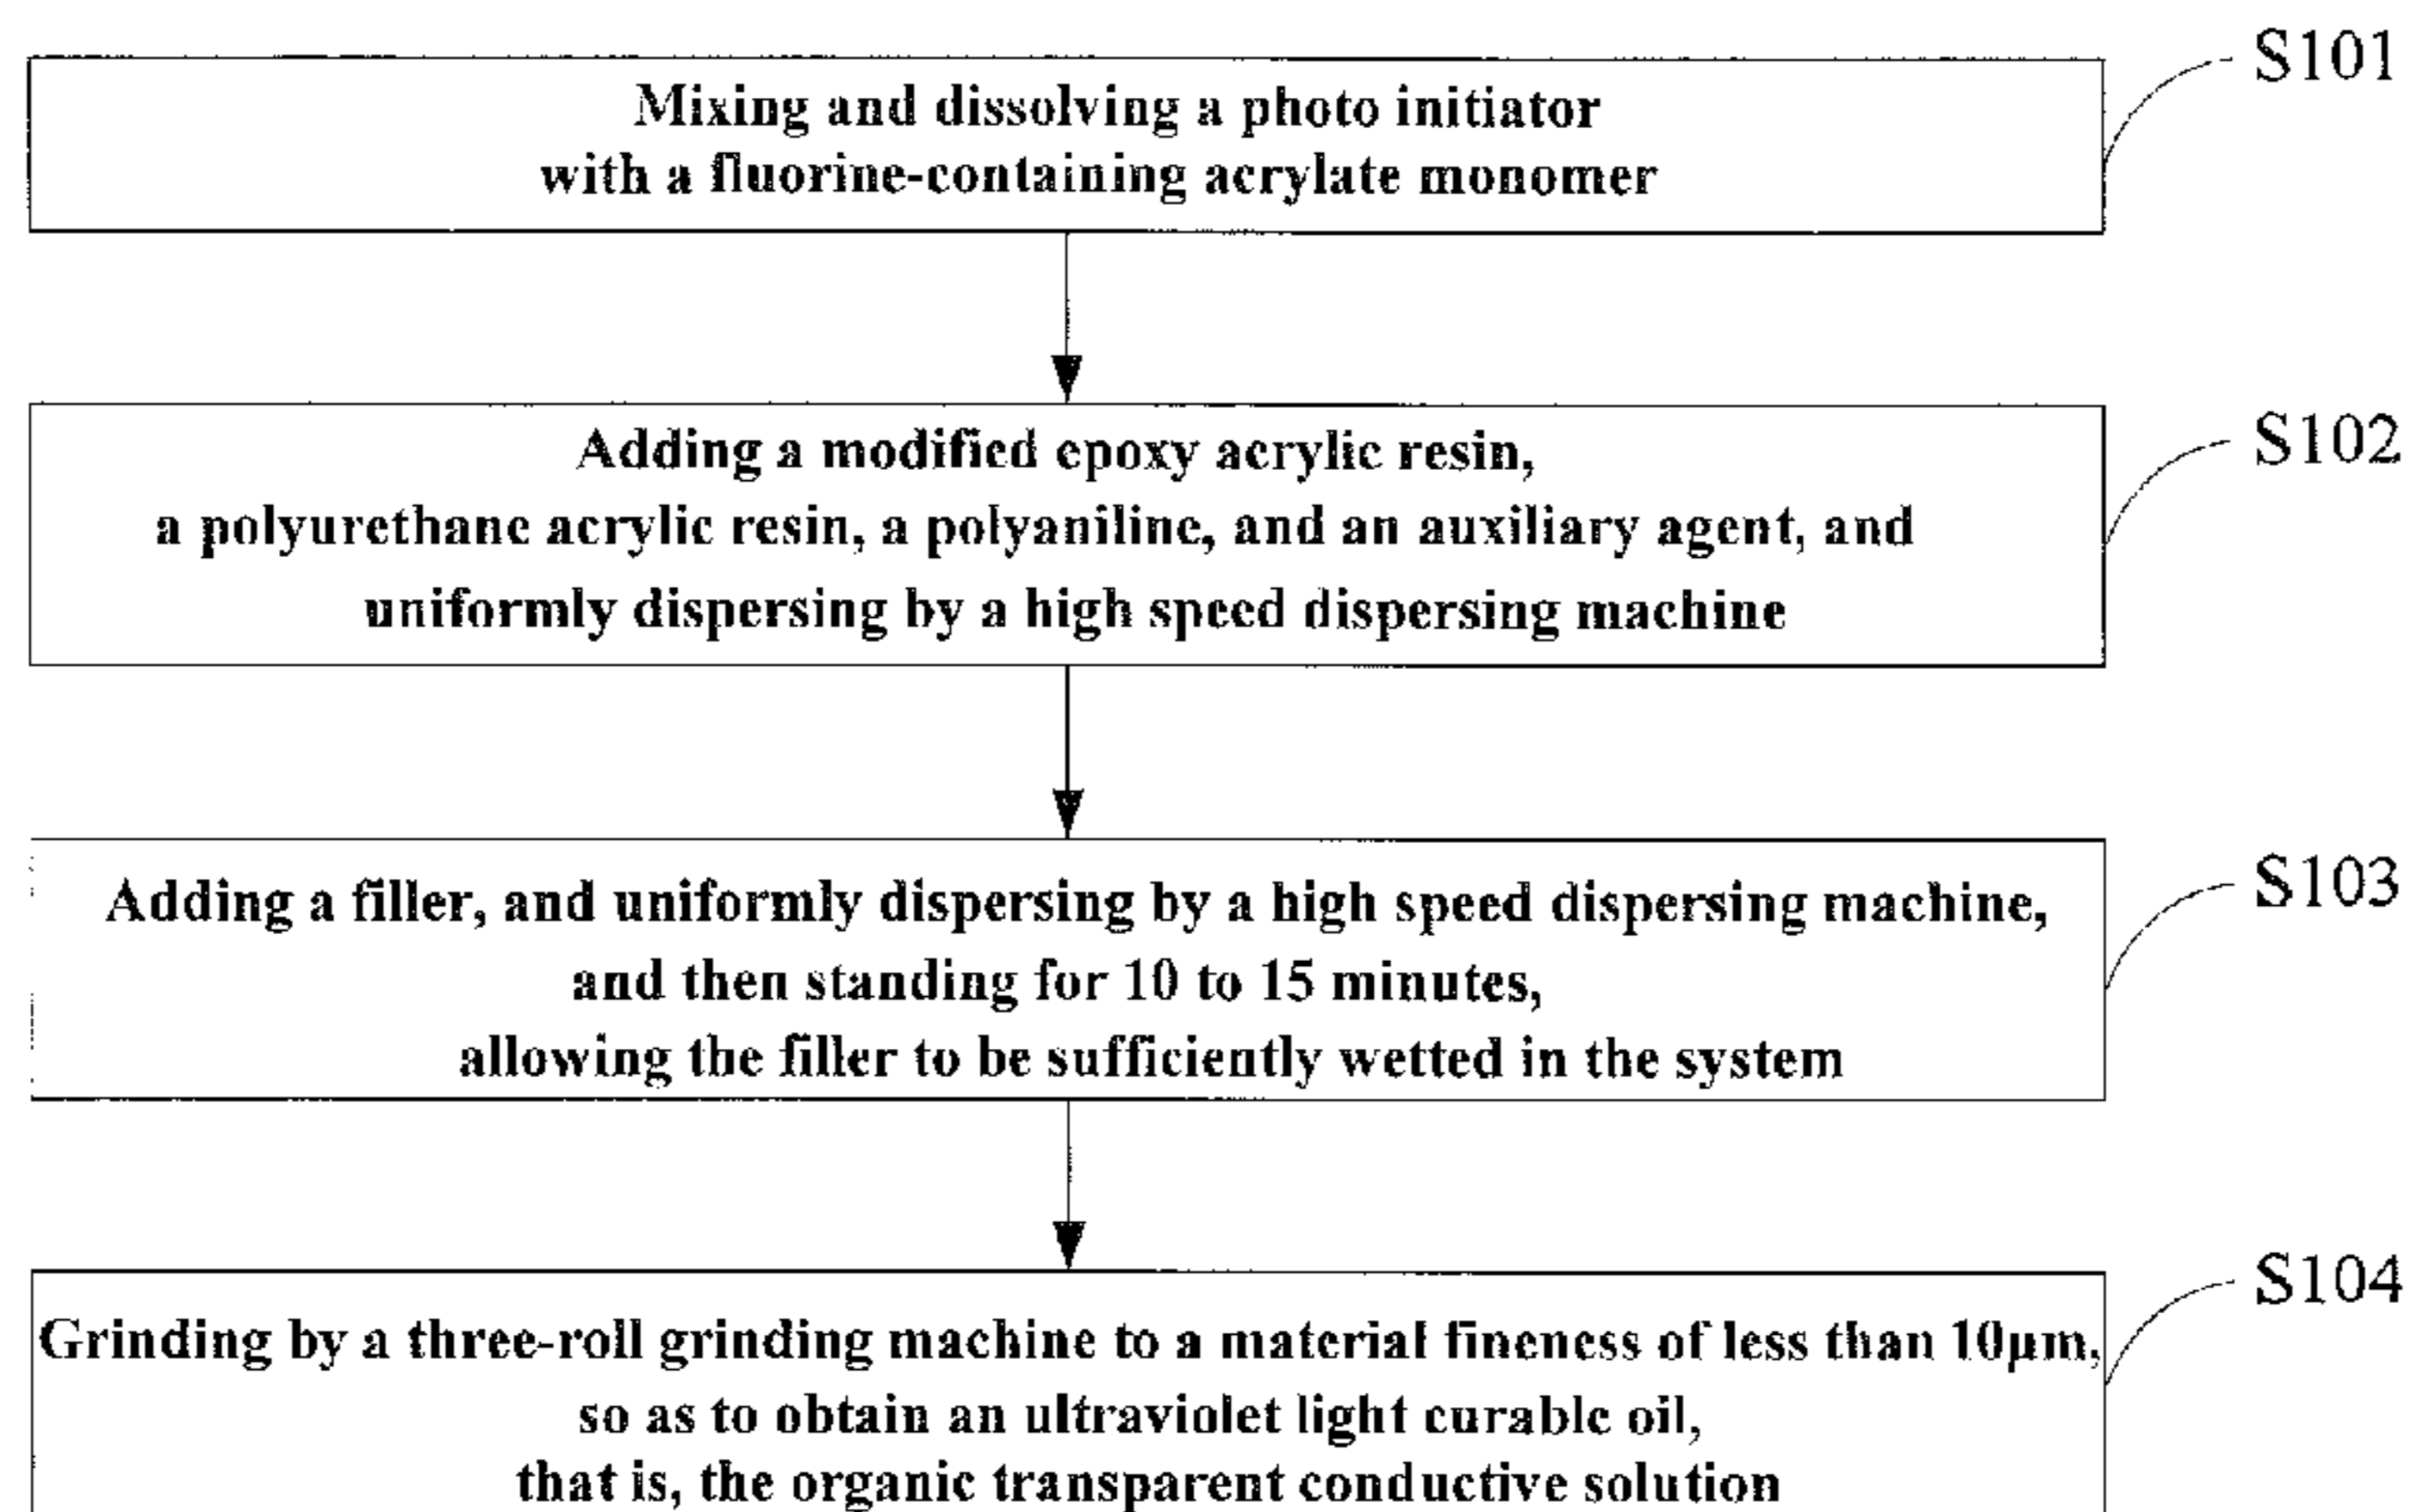 S101
Mixing and dissolving a photo initiator
with a fluorine-containing acrylate monomer
S102
Adding a modified epoxy acrylic resin,
a polyurethane acrylic resin, a polyaniline, and an auxiliary agent, and
uniformly dispersing by a high speed dispersing machine
S103
Adding a filler, and uniformly dispersing by a high speed dispersing machine,
and then standing for 10 to 15 minutes,
allowing the filler to be sufficiently wetted in the system
S104
Grinding by a three-roll grinding machine to a material fineness of less than 10μm,
so as to obtain an ultraviolet light curable oil,
that is, the organic transparent conductive solution